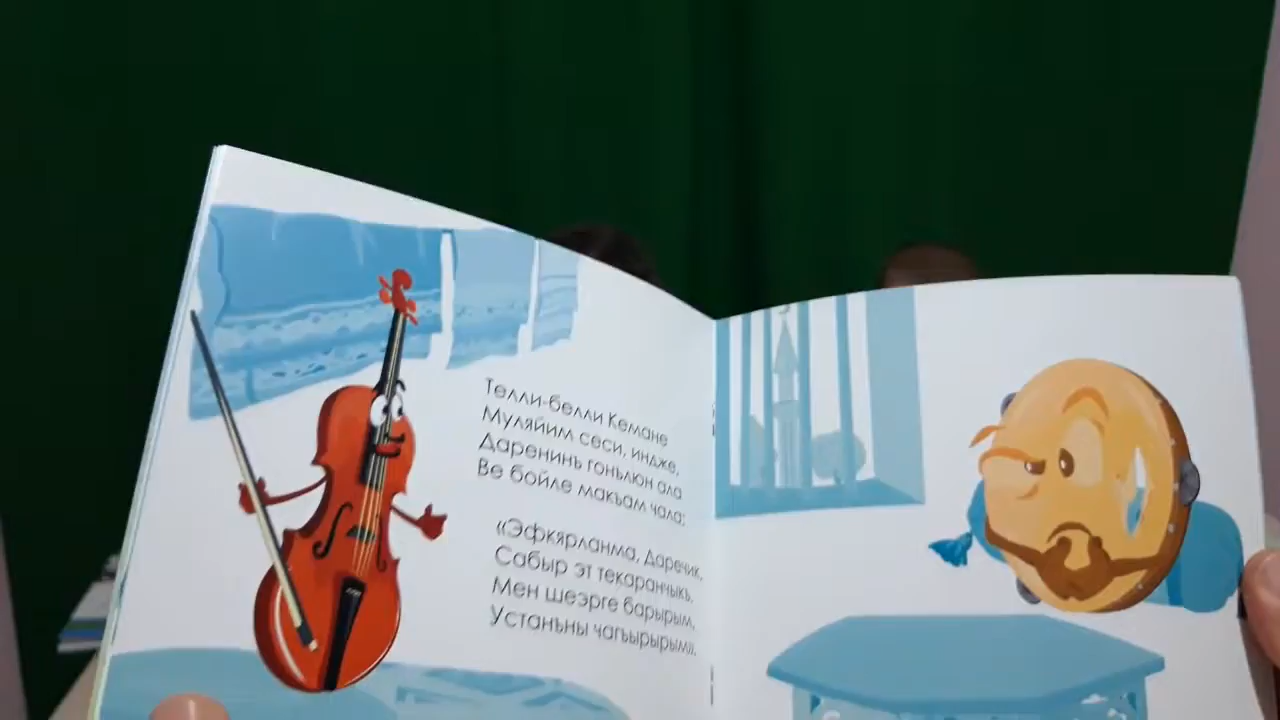 Телли-белли Кемане
Муляйим сеси, индже,
Даренинъ гонълюн ала
Ве бойле макъам чала:
«Эфкярланма, Даречик,
Сабыр эт текаранчыкъ,
Мен шеэрге барырым,
Устанъны чагъырырым».